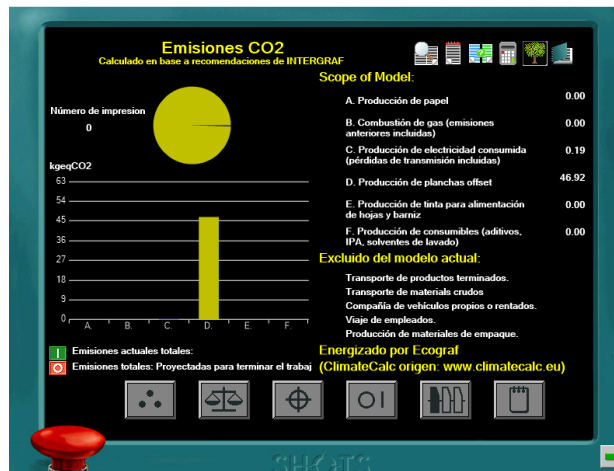 Emisiones CO2
Calculado en base a recomendaciones de INTERGRAF
Número de impresion
0
kgeqCO2
63
54
45
36
27
18
9
0
A. B. C. D. E. F.
Emisiones actuales totales:
Emisiones totales: Proyectadas para terminar el trabaj
Scope of Model:
A. Producción de papel 0.00
B. Combustión de gas (emisiones 0.00
anteriores incluidas)
C. Producción de electricidad consumida 0.19
(pérdidas de transmisión incluidas)
D. Producción de planchas offset 46.92
E. Producción de tinta para alimentación 0.00
de hojas y barniz
F. Producción de consumibles (aditivos, 0.00
IPA, solventes de lavado)
Excluido del modelo actual:
Transporte de productos terminados.
Transporte de materials crudos
Compañía de vehículos propios o rentados.
Viaje de empleados.
Producción de materiales de empaque.
Energizado por Ecograf
(ClimateCalc origen: www.climatecalc.eu)
SHOTS